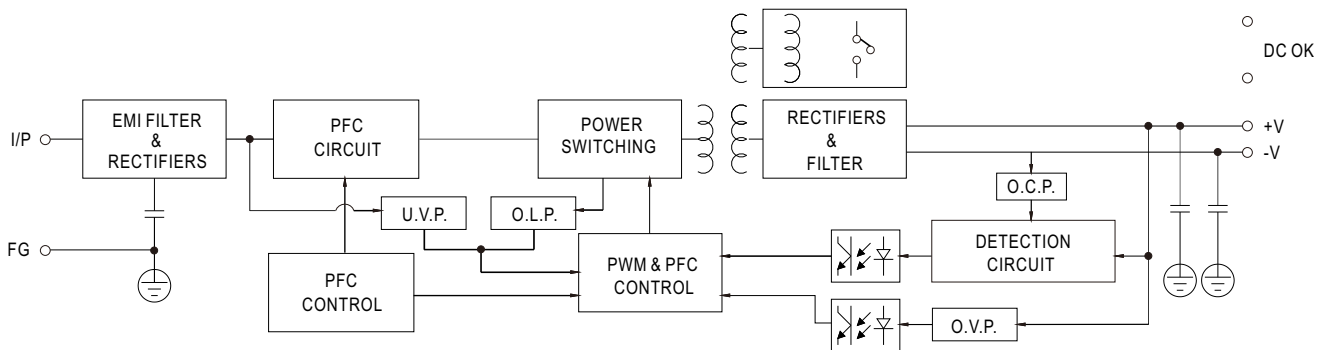 DC OK
I/P
EMI FILTER
&
RECTIFIERS
PFC
CIRCUIT
POWER
SWITCHING
RECTIFIERS
&
FILTER
+V
-V
U.V.P.
O.L.P.
O.C.P.
FG
PFC
CONTROL
PWM & PFC
CONTROL
DETECTION
CIRCUIT
O.V.P.